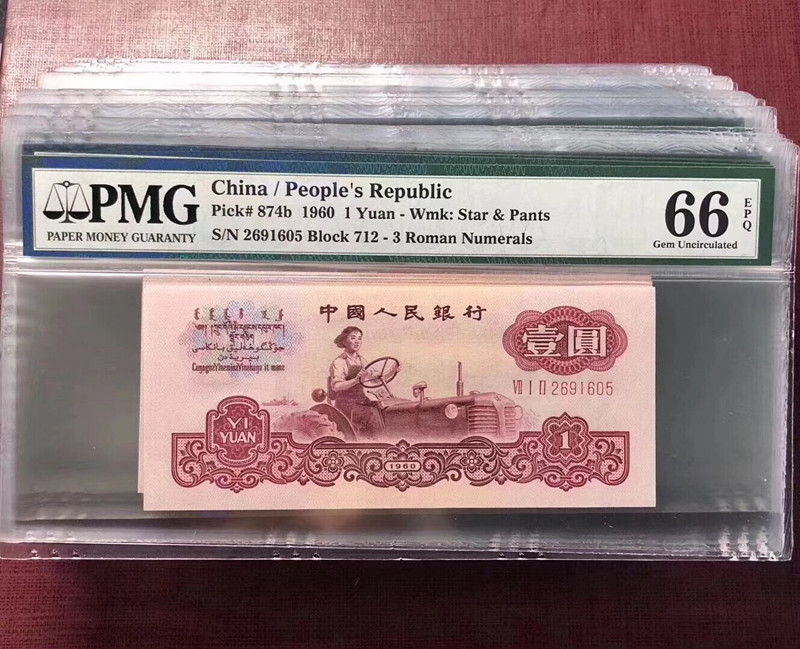 PMG
PAPER MONEY GUARANTY
China / People's Republic
Pick# 874b 1960 1 Yuan - Wmk: Star & Pants
S/N 2691605 Block 712 - 3 Roman Numerals
66 EPQ
Gem Uncirculated
中國人民銀行
壹圓
VII I II 2691605
YI
YUAN
1
1960